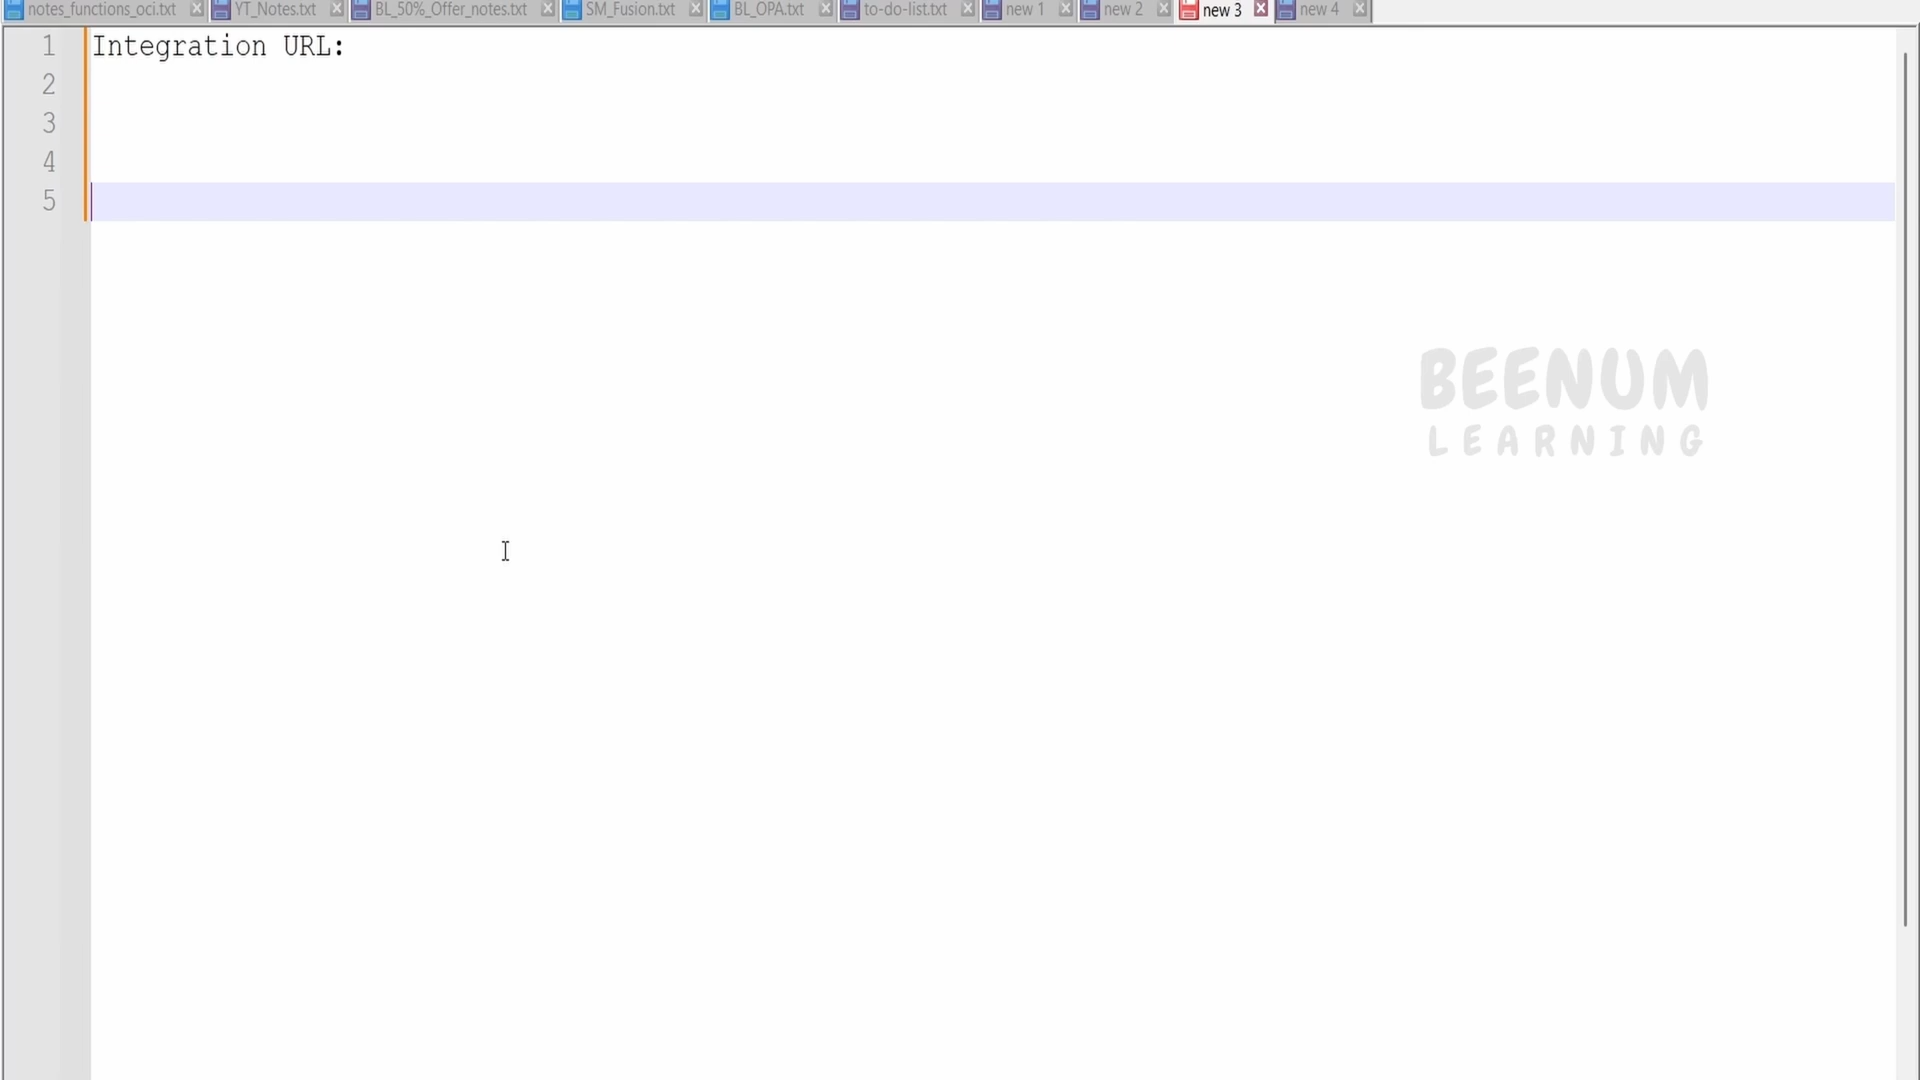 notes_functions_oci.txt YT_Notes.txt BL_50%_Offer_notes.txt SM_Fusion.txt BL_OPA.txt to-do-list.txt new 1 new 2 new 3 new 4
1 Integration URL:
2
3
4
5
BEENUM
LEARNING